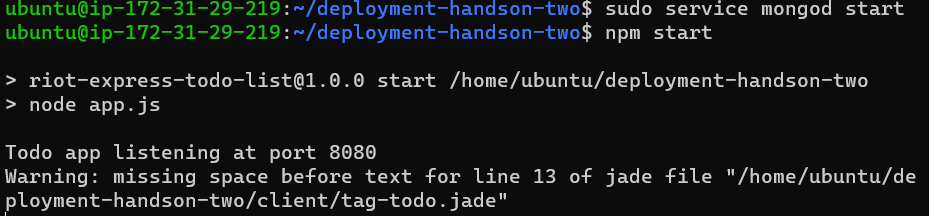 ubuntu@ip-172-31-29-219:~/deployment-handson-two$ sudo service mongod start
ubuntu@ip-172-31-29-219:~/deployment-handson-two$ npm start
> riot-express-todo-list@1.0.0 start /home/ubuntu/deployment-handson-two
> node app.js
Todo app listening at port 8080
Warning: missing space before text for line 13 of jade file "/home/ubuntu/de
ployment-handson-two/client/tag-todo.jade"